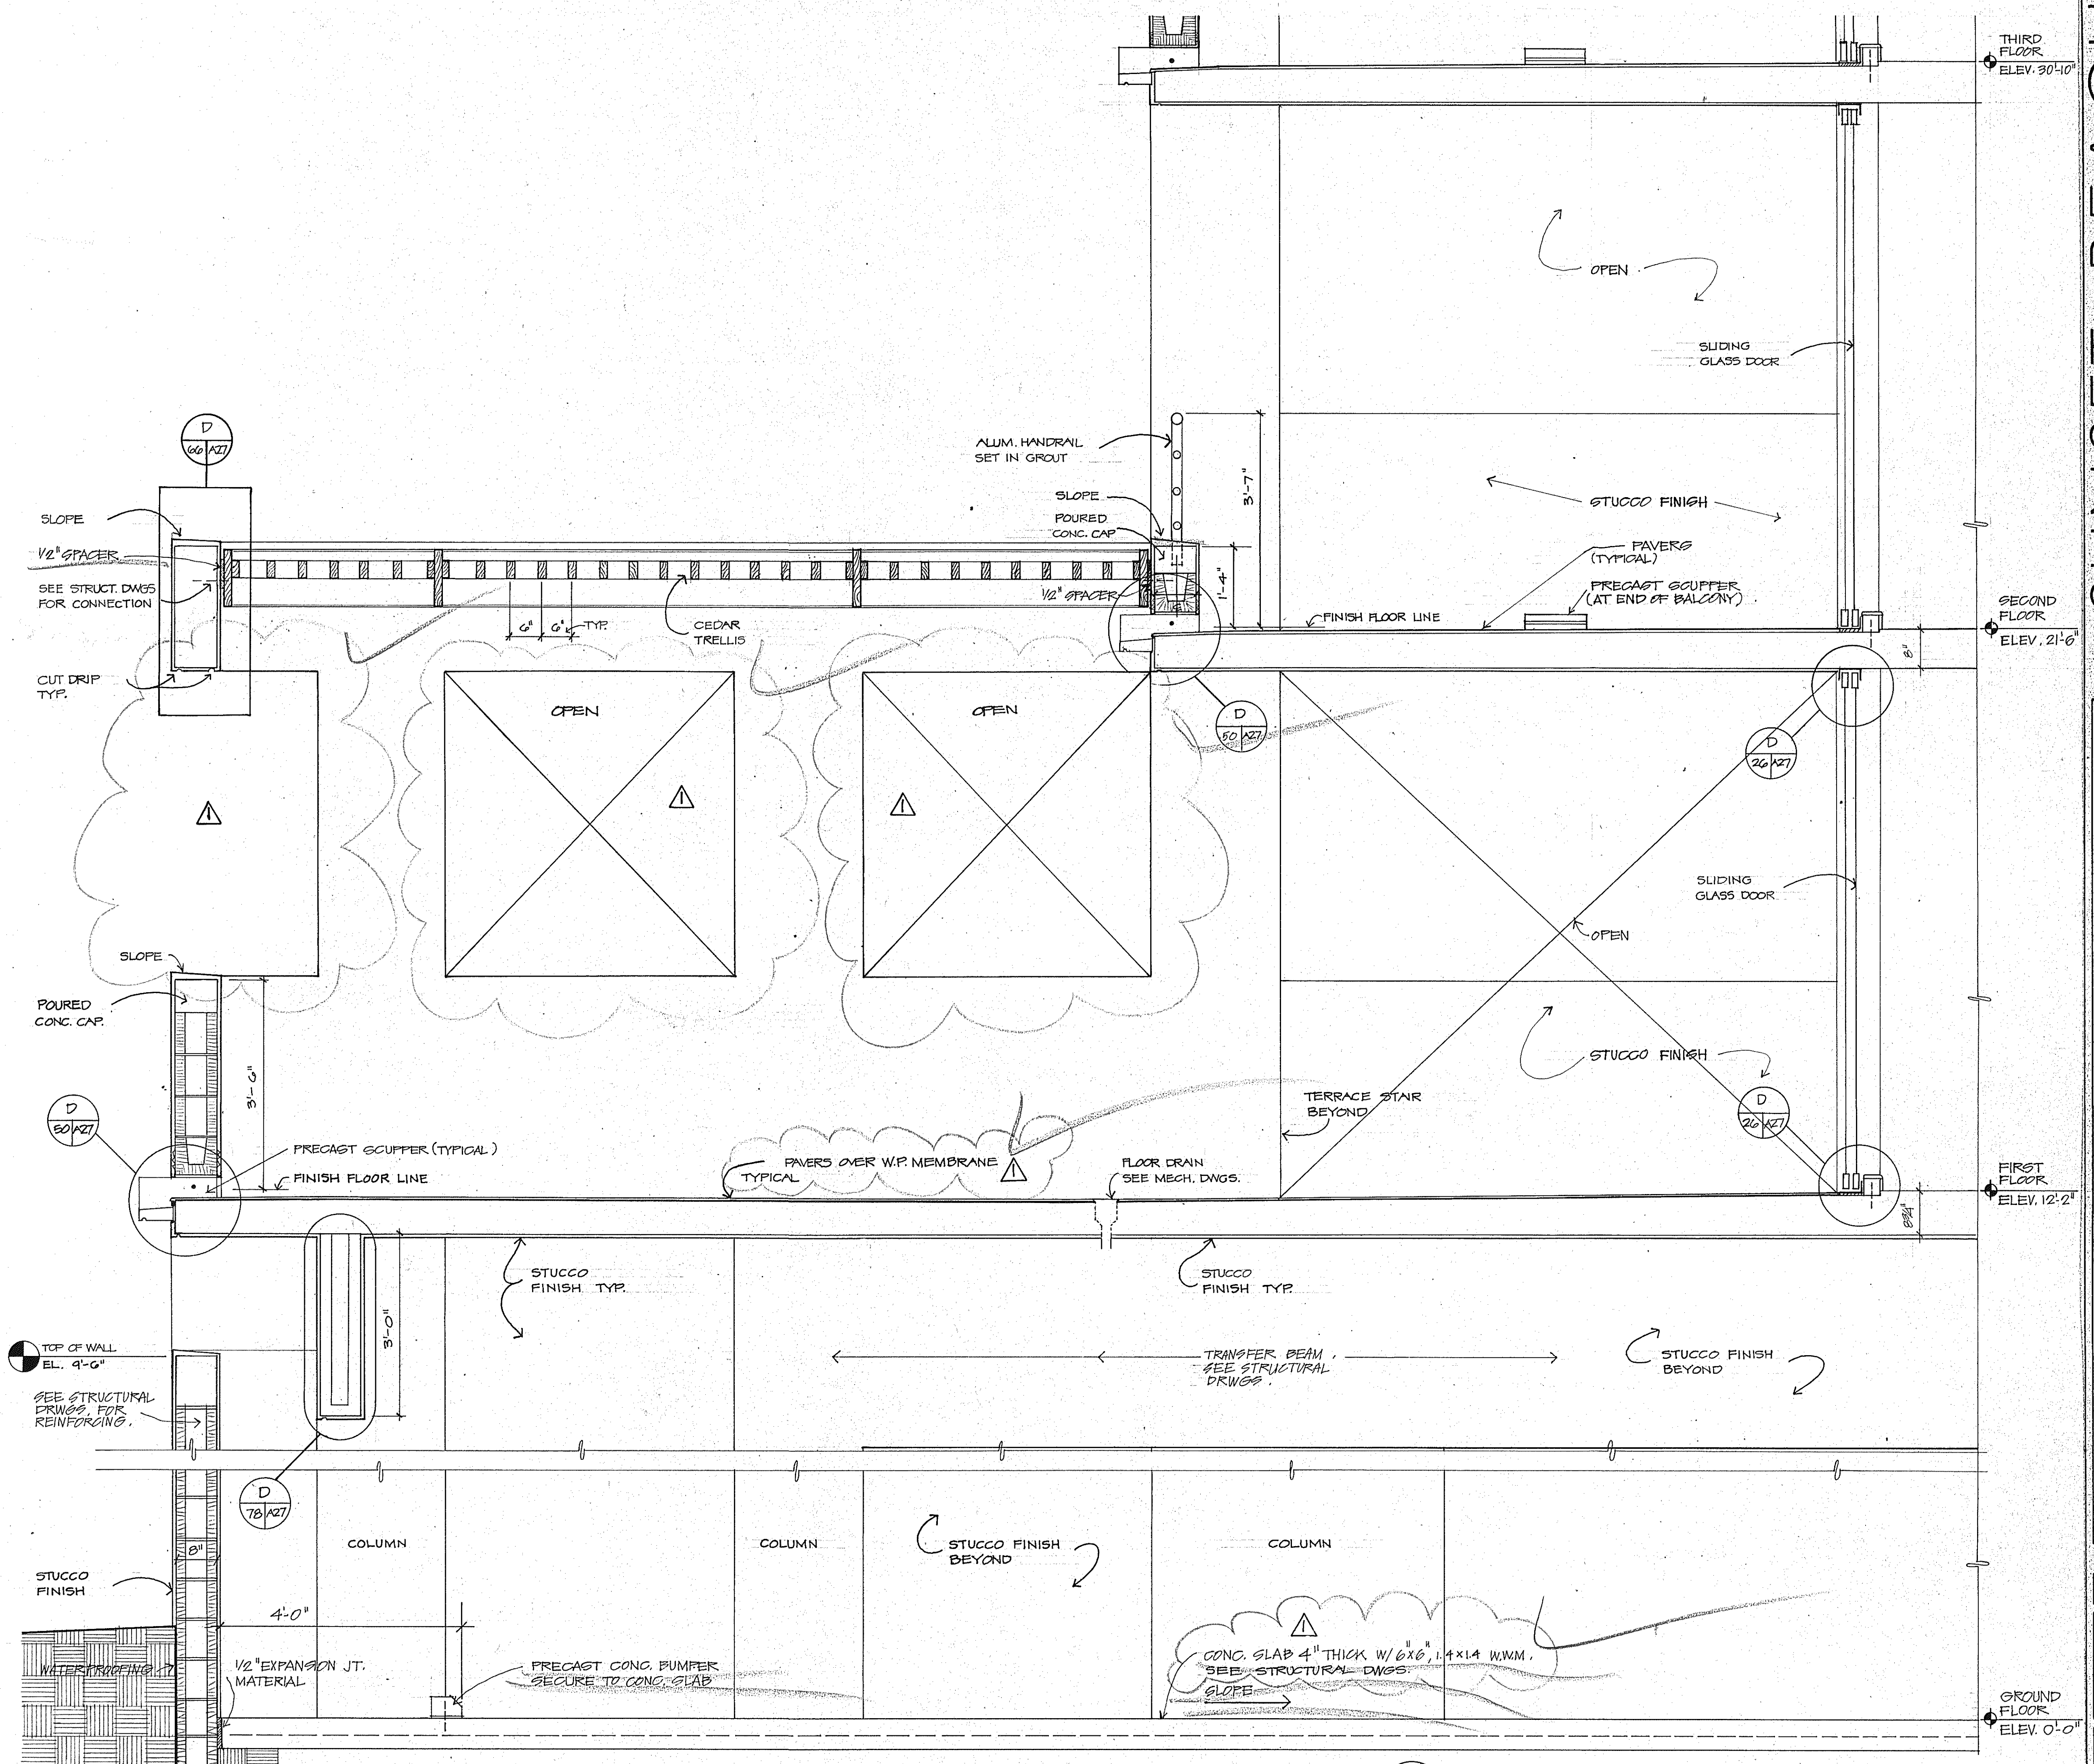 THIRD
FLOOR
ELEV. 30'-10"
OPEN
SLIDING
GLASS DOOR
D
66 A27
ALUM. HANDRAIL
SET IN GROUT
3'-7"
SLOPE
POURED
CONC. CAP
STUCCO FINISH
SLOPE
1/2" SPACER
SEE STRUCT. DWGS
FOR CONNECTION
PAVERS
(TYPICAL)
PRECAST SCUPPER
(AT END OF BALCONY)
1'-4"
1/2" SPACER
FINISH FLOOR LINE
SECOND
FLOOR
ELEV. 21'-6"
6" 6" TYP.
CEDAR
TRELLIS
8"
CUT DRIP
TYP.
OPEN
OPEN
D
50 A27
D
26 A27
1
1
1
SLIDING
GLASS DOOR
OPEN
SLOPE
POURED
CONC. CAP.
3'-6"
STUCCO FINISH
TERRACE STAIR
BEYOND
D
50 A27
D
26 A27
PRECAST SCUPPER (TYPICAL)
FINISH FLOOR LINE
PAVERS OVER W.P. MEMBRANE
TYPICAL
1
FLOOR DRAIN
SEE MECH. DWGS.
FIRST
FLOOR
ELEV. 12'-2"
STUCCO
FINISH TYP.
STUCCO
FINISH TYP.
3'-0"
TOP OF WALL
EL. 9'-6"
TRANSFER BEAM.
SEE STRUCTURAL
DRWGS.
STUCCO FINISH
BEYOND
SEE STRUCTURAL
DRWGS. FOR
REINFORCING.
D
78 A27
COLUMN
COLUMN
STUCCO FINISH
BEYOND
COLUMN
8"
STUCCO
FINISH
4'-0"
1
CONC. SLAB 4" THICK W/ 6"x6", 1.4x1.4 W.W.M.
SEE STRUCTURAL DWGS.
SLOPE
WATERPROOFING
1/2" EXPANSION JT.
MATERIAL
PRECAST CONC. BUMPER
SECURE TO CONC. SLAB
GROUND
FLOOR
ELEV. 0'-0"